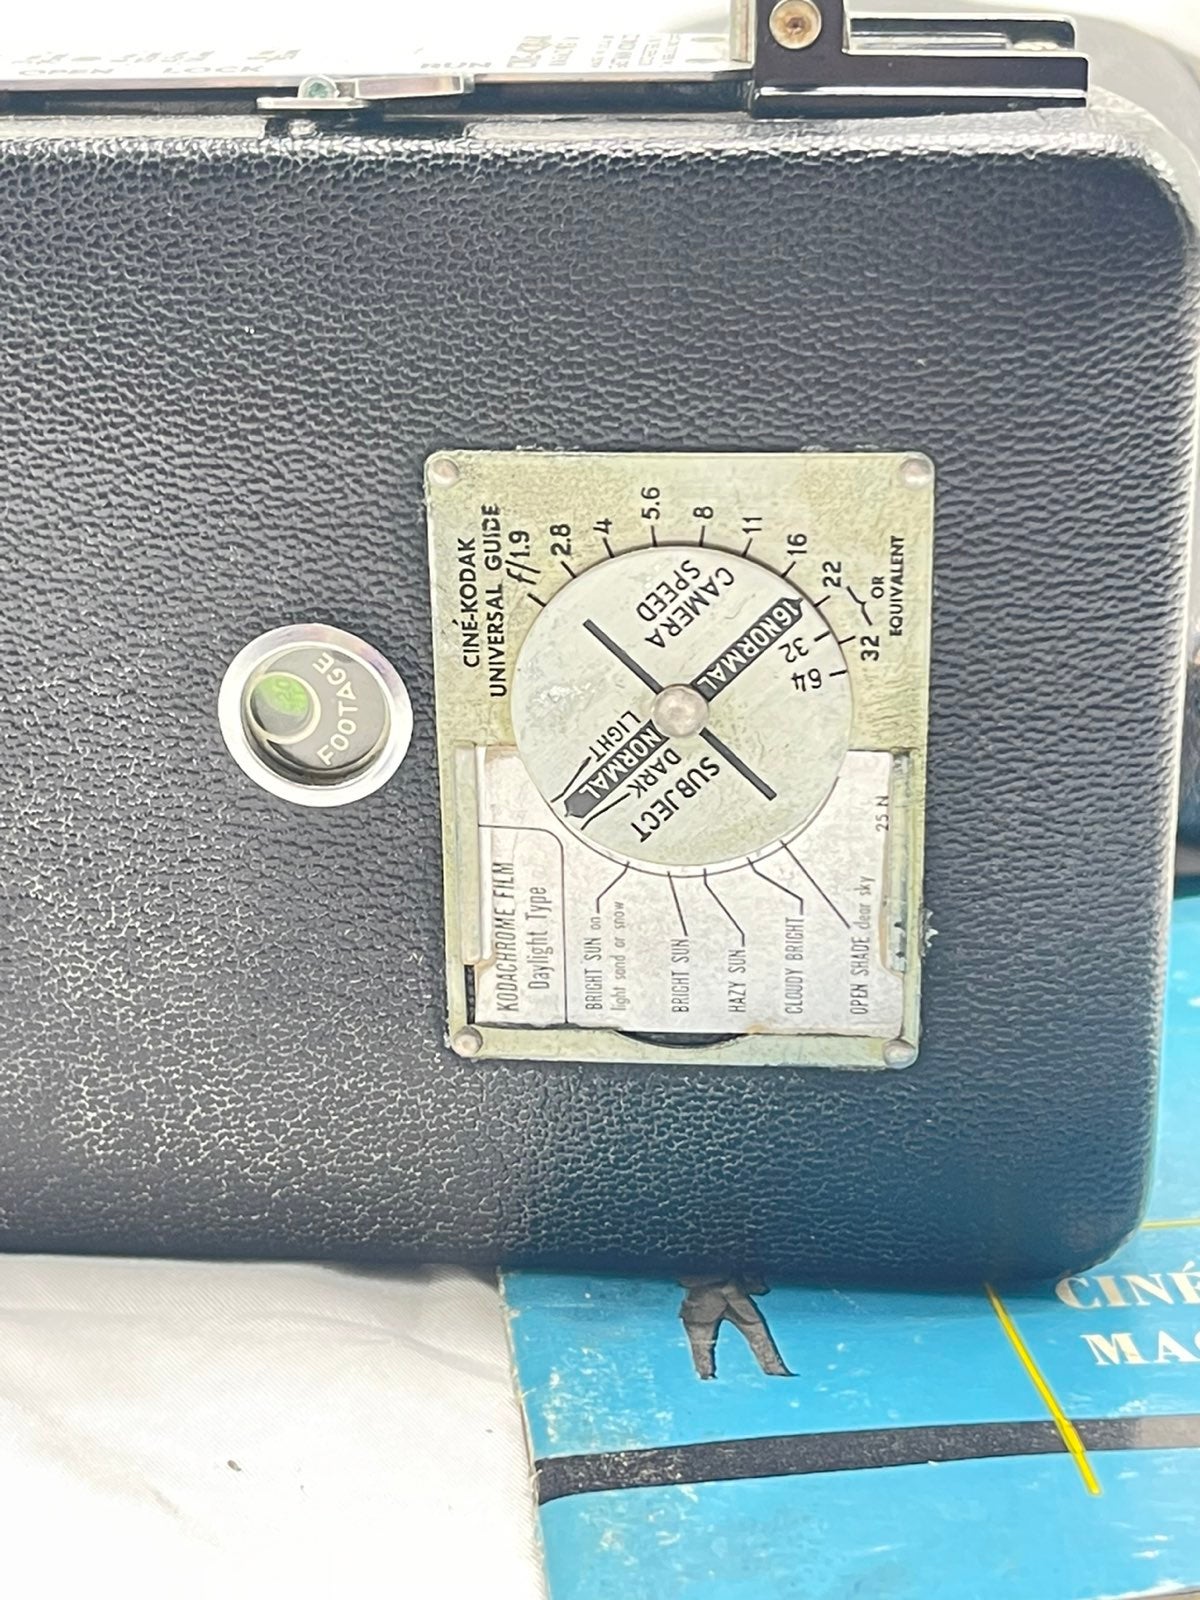 OPEN LOCK
RUN
FOOTAGE
CINÉ-KODAK
UNIVERSAL GUIDE
f/1.9
2.8
4
5.6
8
11
16
22
32
OR
EQUIVALENT
CAMERA
SPEED
16 NORMAL
32
64
LIGHT
NORMAL
DARK
SUBJECT
KODACHROME FILM
Daylight Type
BRIGHT SUN on
light sand or snow
BRIGHT SUN
HAZY SUN
CLOUDY BRIGHT
OPEN SHADE clear sky
25 N